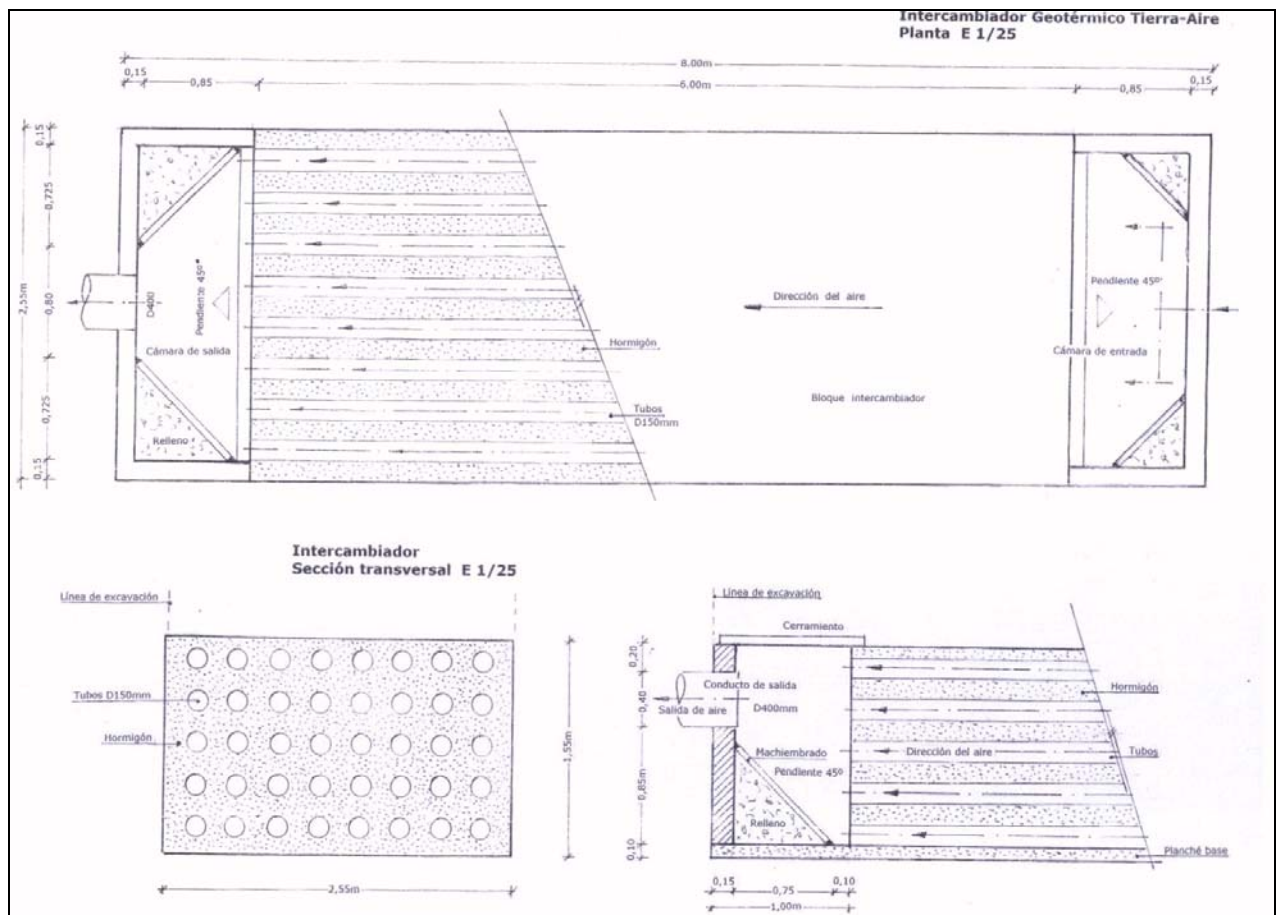 Intercambiador Geotérmico Tierra-Aire
Planta E 1/25
8.00m
0,15
0,85
6.00m
0,85
0,15
0,15
0,725
0,80
0,725
0,15
2,55m
D400
Pendiente 45º
Cámara de salida
Relleno
Dirección del aire
Hormigón
Tubos
D150mm
Bloque intercambiador
Pendiente 45º
Cámara de entrada
Intercambiador
Sección transversal E 1/25
Línea de excavación
Tubos D150mm
Hormigón
1,55m
2,55m
Línea de excavación
Cerramiento
0,20
0,40
0,85m
0,10
Conducto de salida
Salida de aire
D400mm
Machiembrado
Pendiente 45º
Relleno
Dirección del aire
Hormigón
Tubos
Planché base
0,15
0,75
0,10
1,00m